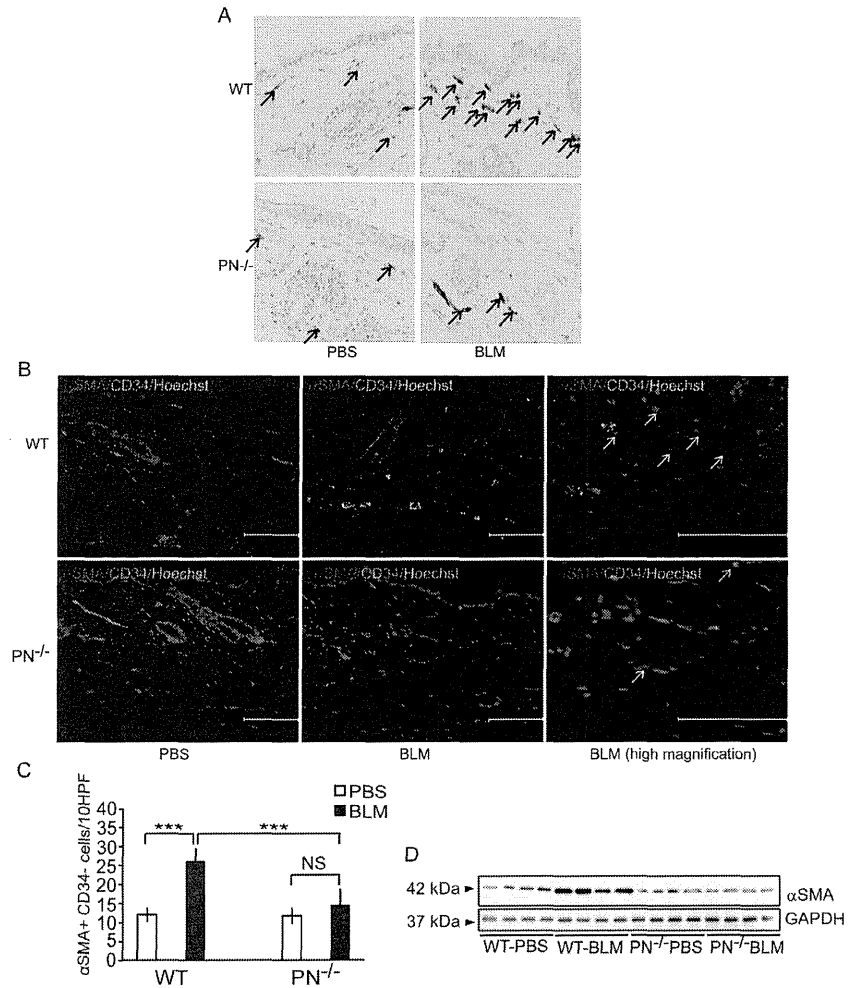 A
WT
PN-/-
PBS
BLM
B
αSMA/CD34/Hoechst
SMA/CD34/Hoechst
αSMA/CD34/Hoechst
WT
SMA/CD34/Hoechst
SMA/CD34/Hoechst
SMA/CD34/Hoechst
PN-/-
PBS
BLM
BLM (high magnification)
C
PBS
BLM
αSMA+ CD34- cells/10HPF
40
35
30
25
20
15
10
5
0
***
***
NS
WT
PN-/-
D
42 kDa
αSMA
37 kDa
GAPDH
WT-PBS WT-BLM PN-/-PBS PN-/-BLM